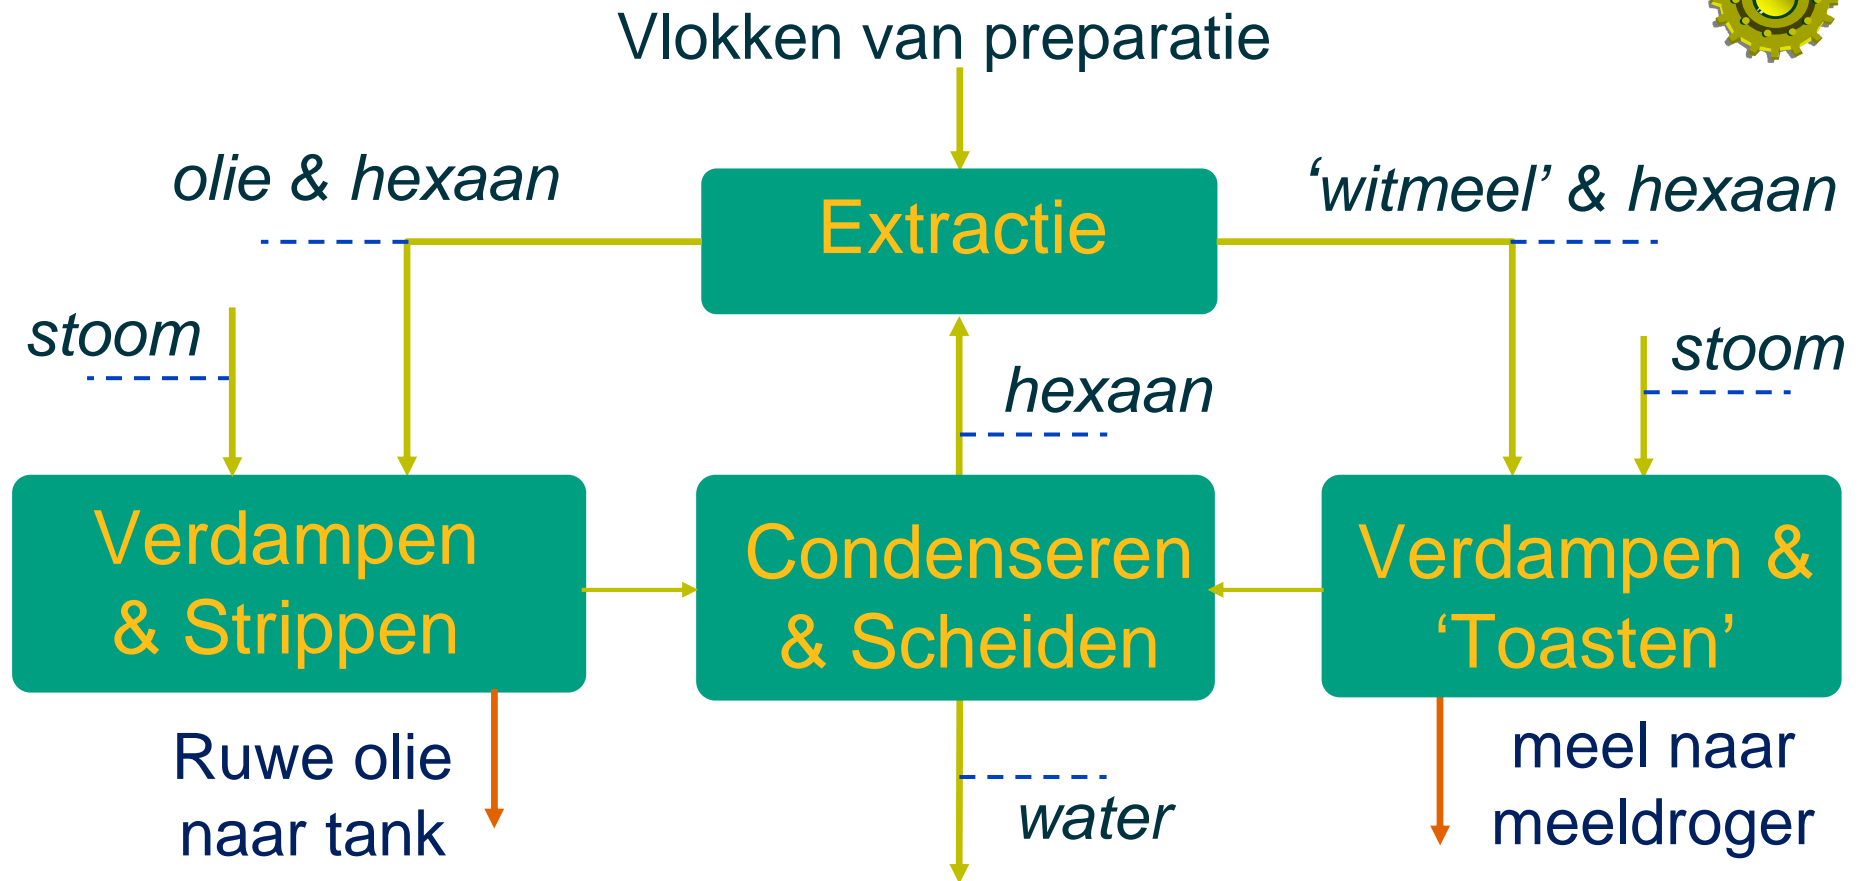 Vlokken van preparatie
olie & hexaan
Extractie
‘witmeel’ & hexaan
stoom
hexaan
stoom
Verdampen
& Strippen
Condenseren
& Scheiden
Verdampen &
‘Toasten’
Ruwe olie
naar tank
water
meel naar
meeldroger